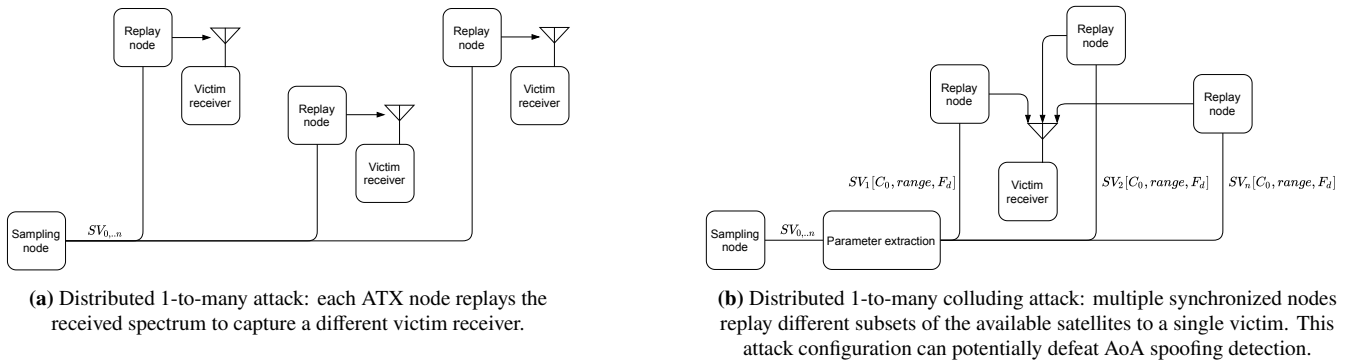 Replay
node
Victim
receiver
Replay
node
Victim
receiver
Replay
node
Victim
receiver
Sampling
node
SV0,..n
(a) Distributed 1-to-many attack: each ATX node replays the
received spectrum to capture a different victim receiver.
Replay
node
Replay
node
Replay
node
Victim
receiver
SV1[C0, range, Fd]
SV2[C0, range, Fd]
SVn[C0, range, Fd]
Sampling
node
SV0,..n
Parameter extraction
(b) Distributed 1-to-many colluding attack: multiple synchronized nodes
replay different subsets of the available satellites to a single victim. This
attack configuration can potentially defeat AoA spoofing detection.